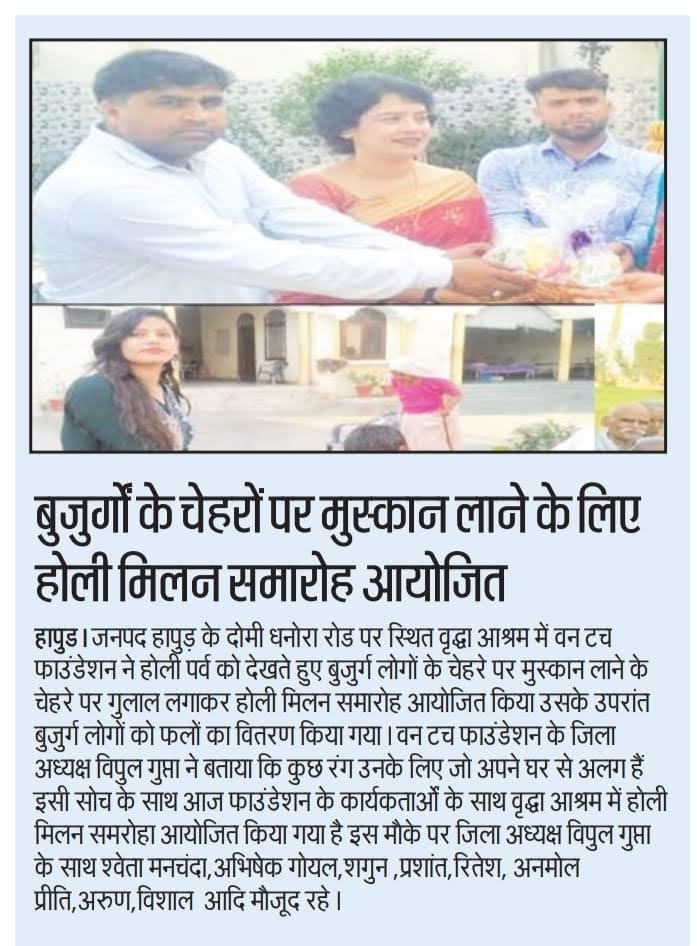 बुजुर्गों के चेहरों पर मुस्कान लाने के लिए
होली मिलन समारोह आयोजित
हापुड। जनपद हापुड़ के दोमी धनोरा रोड पर स्थित वृद्धा आश्रम में वन टच
फाउंडेशन ने होली पर्व को देखते हुए बुजुर्ग लोगों के चेहरे पर मुस्कान लाने के
चेहरे पर गुलाल लगाकर होली मिलन समारोह आयोजित किया उसके उपरांत
बुजुर्ग लोगों को फलों का वितरण किया गया। वन टच फाउंडेशन के जिला
अध्यक्ष विपुल गुप्ता ने बताया कि कुछ रंग उनके लिए जो अपने घर से अलग हैं
इसी सोच के साथ आज फाउंडेशन के कार्यकताओं के साथ वृद्धा आश्रम में होली
मिलन समरोहा आयोजित किया गया है इस मौके पर जिला अध्यक्ष विपुल गुप्ता
के साथ श्वेता मनचंदा,अभिषेक गोयल,शगुन ,प्रशांत,रितेश, अनमोल
प्रीति,अरुण,विशाल आदि मौजूद रहे।